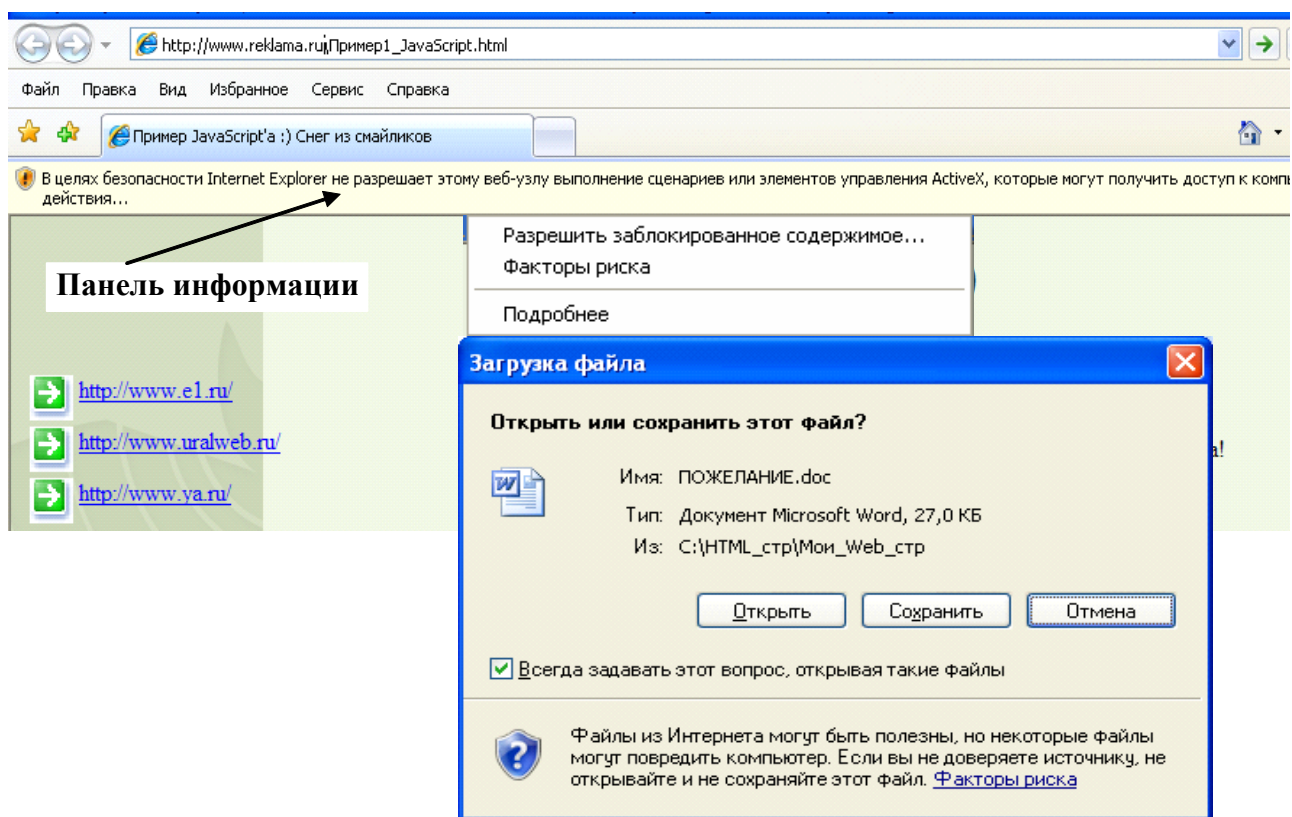 http://www.reklama.ru\Пример1_JavaScript.html
Файл Правка Вид Избранное Сервис Справка
Пример JavaScript'а :) Снег из смайликов
В целях безопасности Internet Explorer не разрешает этому веб-узлу выполнение сценариев или элементов управления ActiveX, которые могут получить доступ к
действия...
Разрешить заблокированное содержимое...
Факторы риска
Панель информации
Подробнее
Загрузка файла
http://www.e1.ru/
Открыть или сохранить этот файл?
http://www.uralweb.ru/
а!
Имя: ПОЖЕЛАНИЕ.doc
http://www.ya.ru/
Тип: Документ Microsoft Word, 27,0 КБ
Из: C:\HTML_стр\Мои_Web_стр
Открыть Сохранить Отмена
Всегда задавать этот вопрос, открывая такие файлы
Файлы из Интернета могут быть полезны, но некоторые файлы
могут повредить компьютер. Если вы не доверяете источнику, не
открывайте и не сохраняйте этот файл. Факторы риска